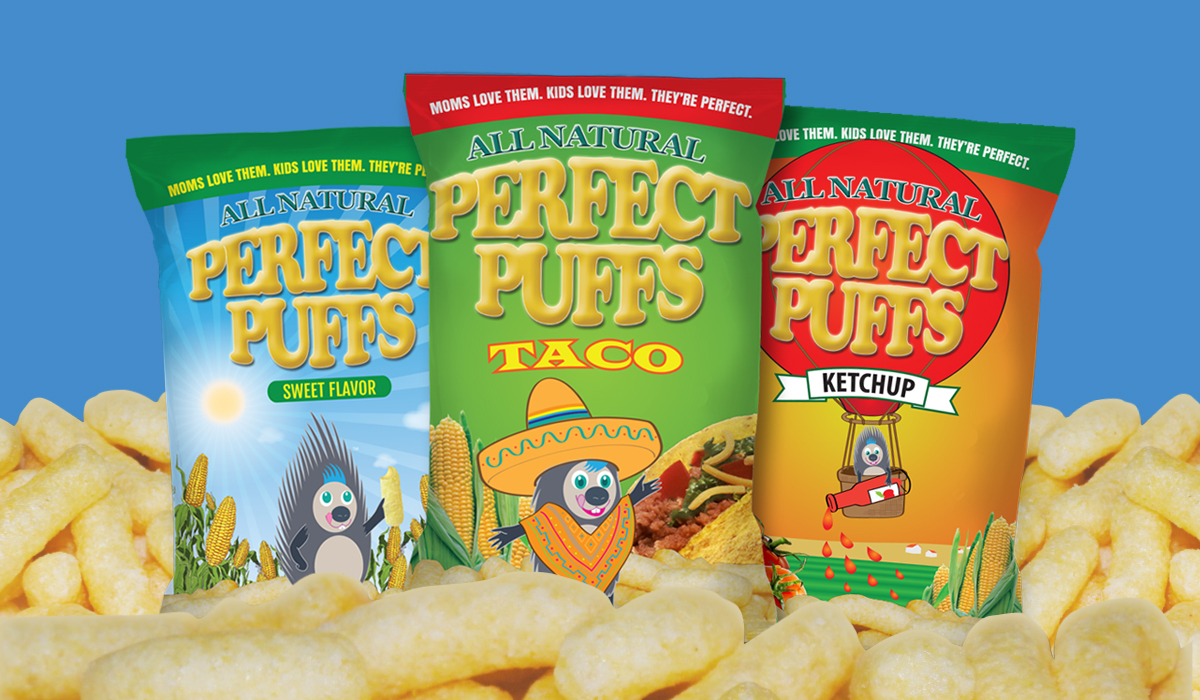 MOMS LOVE THEM. KIDS LOVE THEM. THEY'RE
ALL NATURAL
PERFECT
PUFFS
SWEET FLAVOR
MOMS LOVE THEM. KIDS LOVE THEM. THEY'RE PERFECT.
ALL NATURAL
PERFECT
PUFFS
TACO
LOVE THEM. KIDS LOVE THEM. THEY'RE PERFECT.
ALL NATURAL
PERFECT
PUFFS
KETCHUP